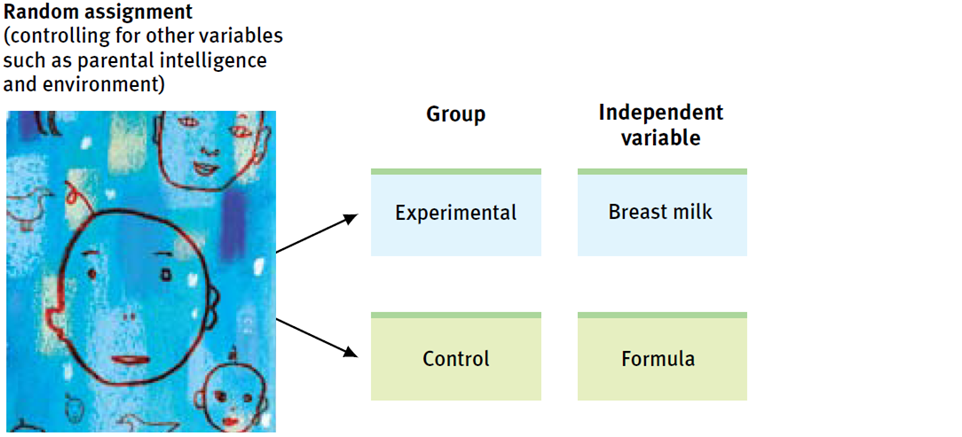 Random assignment
(controlling for other variables
such as parental intelligence
and environment)
Group
Independent
variable
Experimental
Breast milk
Control
Formula